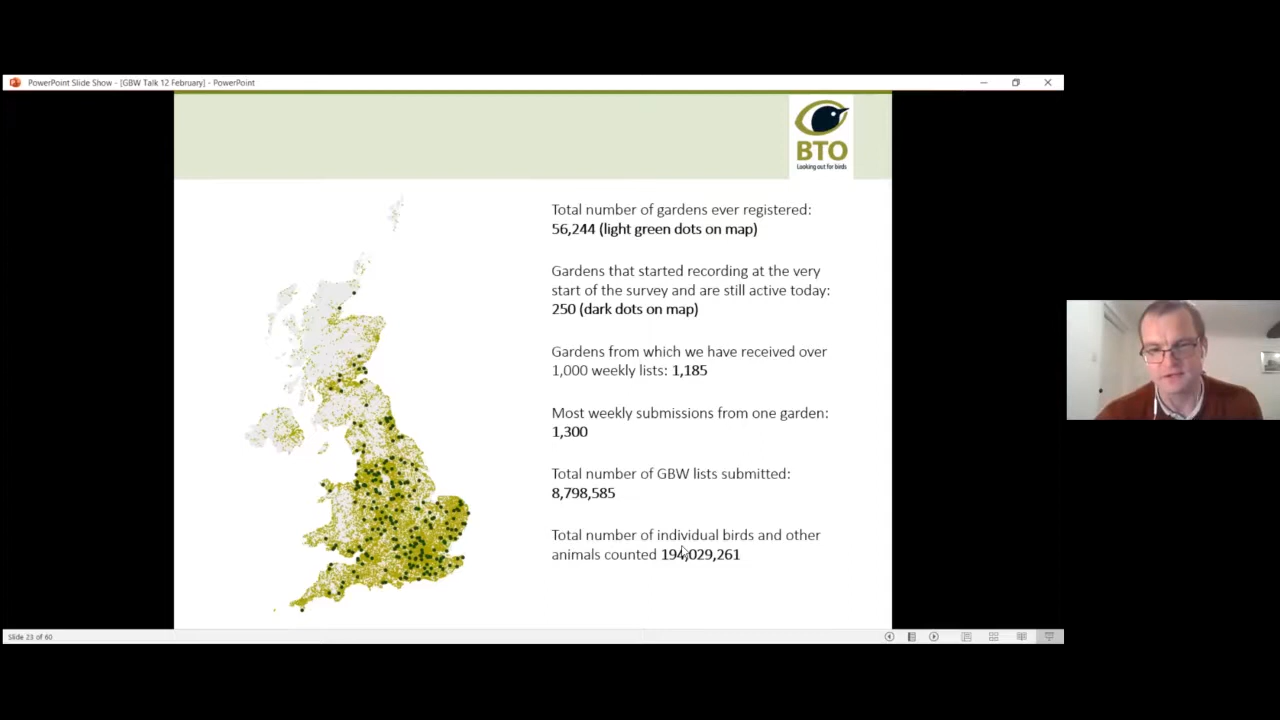 PowerPoint Slide Show - [GBW Talk 12 February] - PowerPoint
BTO
Looking out for birds
Total number of gardens ever registered:
56,244 (light green dots on map)
Gardens that started recording at the very
start of the survey and are still active today:
250 (dark dots on map)
Gardens from which we have received over
1,000 weekly lists: 1,185
Most weekly submissions from one garden:
1,300
Total number of GBW lists submitted:
8,798,585
Total number of individual birds and other
animals counted 194,029,261
Slide 23 of 60